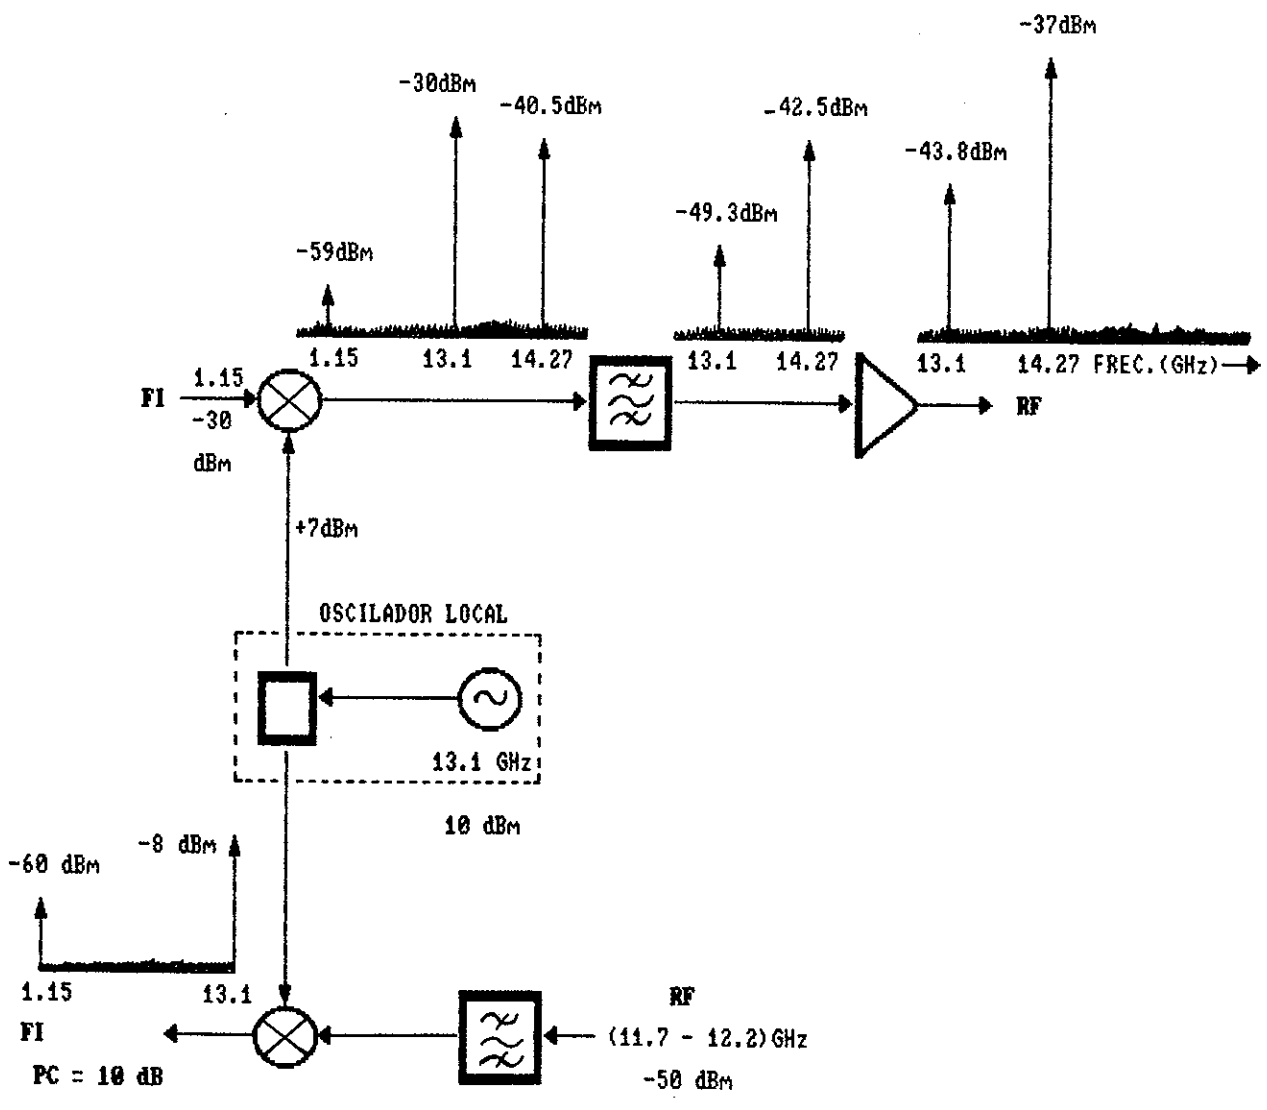 -37dBm
-30dBm
-40.5dBm
-42.5dBm
-43.8dBm
-49.3dBm
-59dBm
1.15 13.1 14.27
13.1 14.27
13.1 14.27 FREC.(GHz)
FI
1.15
-30
dBm
RF
+7dBm
OSCILADOR LOCAL
13.1 GHz
10 dBm
-8 dBm
-60 dBm
1.15 13.1
FI
PC = 10 dB
RF
(11.7 - 12.2)GHz
-50 dBm